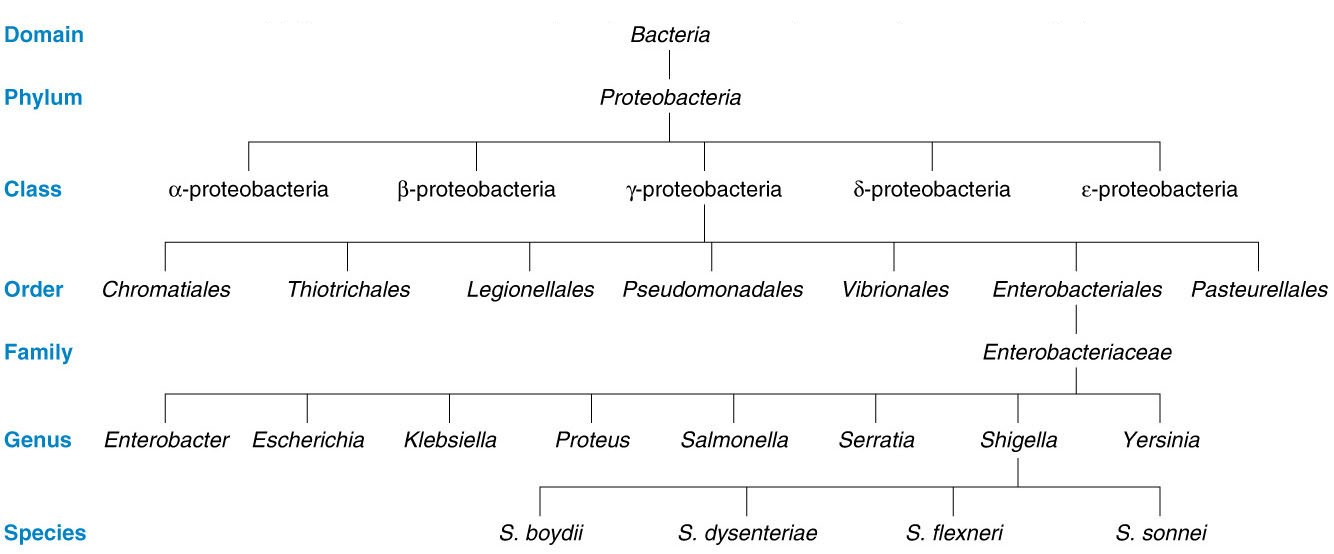 Domain Bacteria
Phylum Proteobacteria
Class α-proteobacteria β-proteobacteria γ-proteobacteria δ-proteobacteria ε-proteobacteria
Order Chromatiales Thiotrichales Legionellales Pseudomonadales Vibrionales Enterobacteriales Pasteurellales
Family Enterobacteriaceae
Genus Enterobacter Escherichia Klebsiella Proteus Salmonella Serratia Shigella Yersinia
Species S. boydii S. dysenteriae S. flexneri S. sonnei